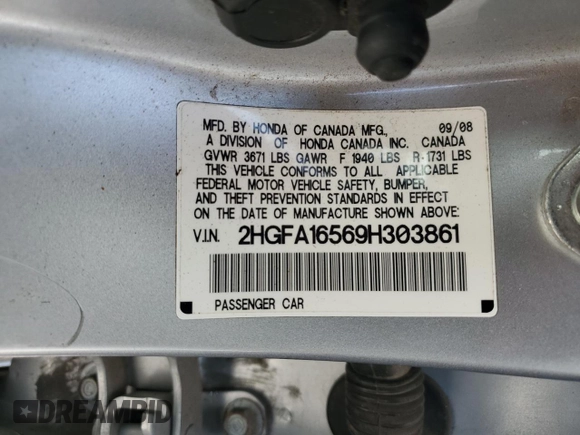 MFD. BY HONDA OF CANADA MFG., 09/08
A DIVISION OF HONDA CANADA INC. CANADA
GVWR 3671 LBS GAWR F 1940 LBS R 1731 LBS
THIS VEHICLE CONFORMS TO ALL APPLICABLE
FEDERAL MOTOR VEHICLE SAFETY, BUMPER,
AND THEFT PREVENTION STANDARDS IN EFFECT
ON THE DATE OF MANUFACTURE SHOWN ABOVE:
V.I.N. 2HGFA16569H303861
PASSENGER CAR
DREAMBID